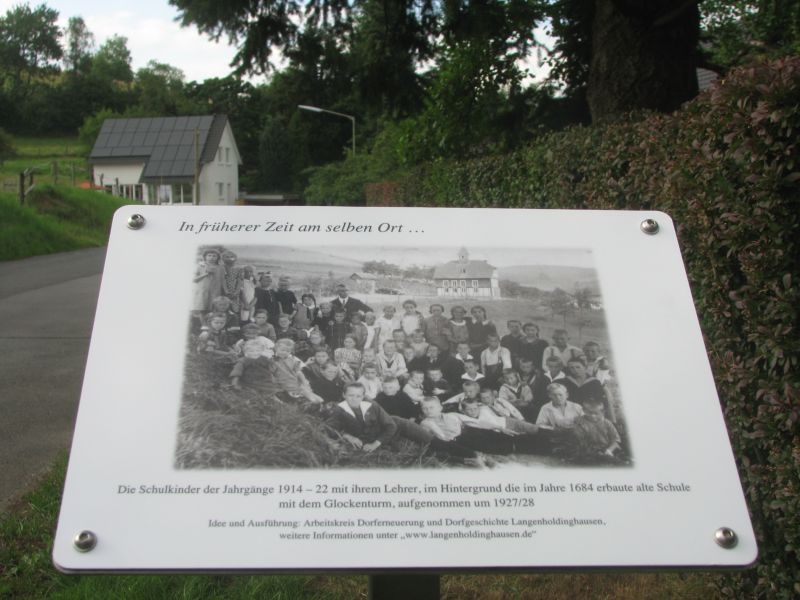 In früherer Zeit am selben Ort …
Die Schulkinder der Jahrgänge 1914 – 22 mit ihrem Lehrer, im Hintergrund die im Jahre 1684 erbaute alte Schule
mit dem Glockenturm, aufgenommen um 1927/28
Idee und Ausführung: Arbeitskreis Dorferneuerung und Dorfgeschichte Langenholdinghausen,
weitere Informationen unter „www.langenholdinghausen.de“